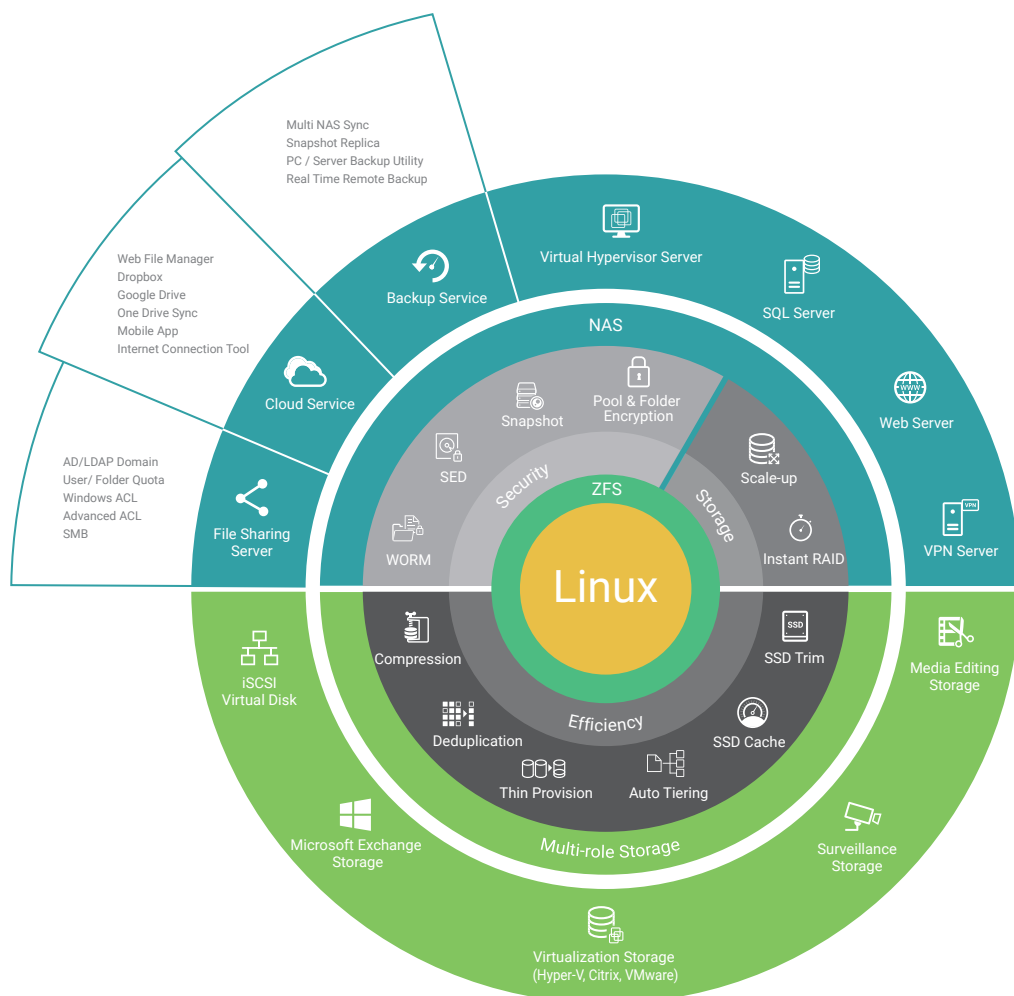 Multi NAS Sync
Snapshot Replica
PC / Server Backup Utility
Real Time Remote Backup
Web File Manager
Dropbox
Google Drive
One Drive Sync
Mobile App
Internet Connection Tool
AD/LDAP Domain
User/ Folder Quota
Windows ACL
Advanced ACL
SMB
File Sharing
Server
Cloud Service
Backup Service
Virtual Hypervisor Server
SQL Server
WWW
Web Server
VPN
VPN Server
NAS
WORM
SED
Snapshot
Pool & Folder
Encryption
Scale-up
Instant RAID
Security
Storage
ZFS
Linux
Efficiency
Compression
Deduplication
Thin Provision
Auto Tiering
SSD Cache
SSD
SSD Trim
Multi-role Storage
iSCSI
Virtual Disk
Microsoft Exchange
Storage
Virtualization Storage
(Hyper-V, Citrix, VMware)
Surveillance
Storage
Media Editing
Storage